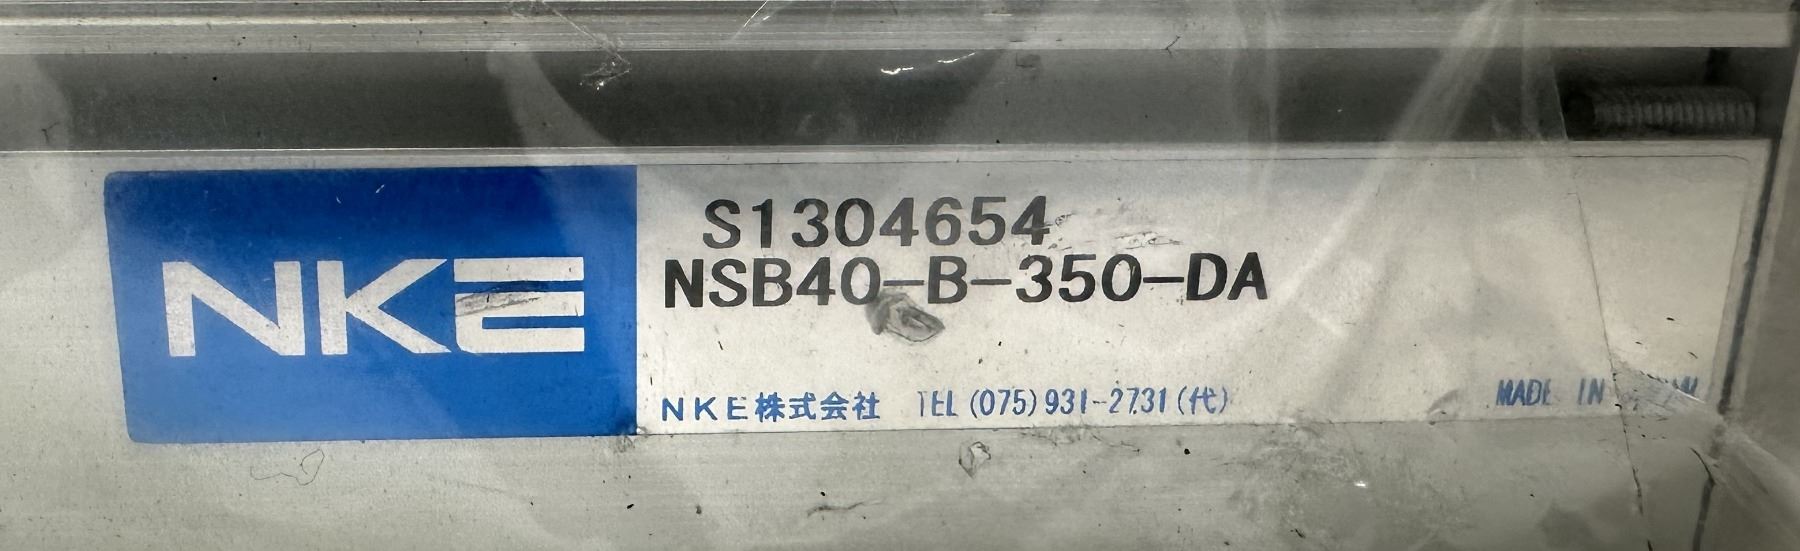 NKE
S1304654
NSB40-B-350-DA
NKE株式会社 TEL (075) 931-2731 (代)
MADE IN